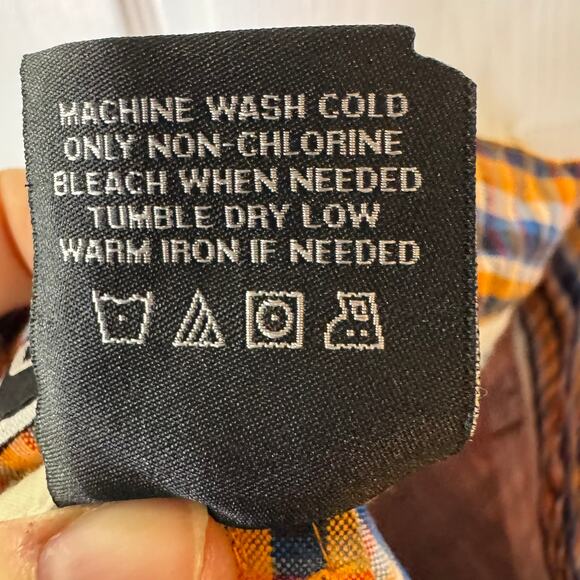 MACHINE WASH COLD
ONLY NON-CHLORINE
BLEACH WHEN NEEDED
TUMBLE DRY LOW
WARM IRON IF NEEDED